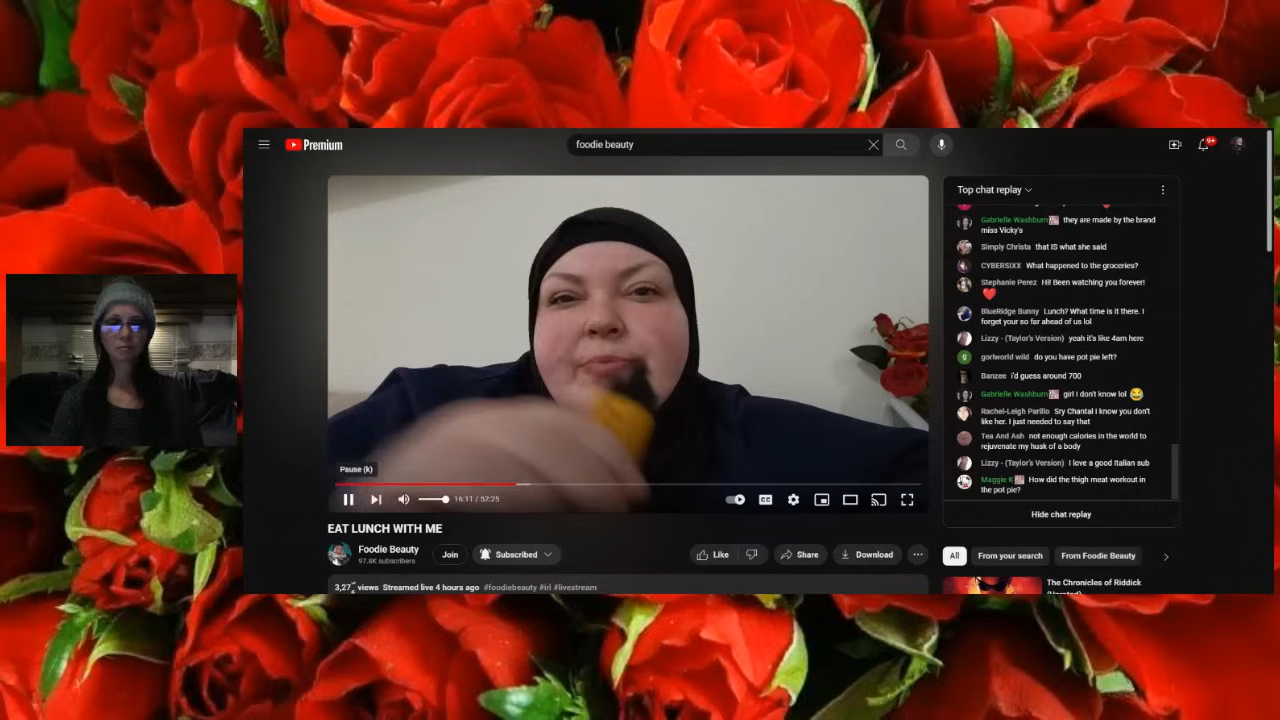 Premium
foodie beauty
9+
Top chat replay
Gabrielle Washburn they are made by the brand
miss Vicky's
Simply Christa that IS what she said
CYBERSIXX What happened to the groceries?
Stephanie Perez Hi! Been watching you forever!
BlueRidge Bunny Lunch? What time is it there. I
forget your so far ahead of us lol
Lizzy - (Taylor's Version) yeah it's like 4am here
gorlworld wild do you have pot pie left?
Banzee i'd guess around 700
Gabrielle Washburn girl I don't know lol
Rachel-Leigh Parillo Sry Chantal I know you don't
like her. I just needed to say that
Tea And Ash not enough calories in the world to
rejuvenate my husk of a body
Lizzy - (Taylor's Version) I love a good Italian sub
Maggie K How did the thigh meat workout in
the pot pie?
Hide chat replay
Pause (k)
16:11 / 52:25
CC
EAT LUNCH WITH ME
Foodie Beauty
97.8K subscribers
Join
Subscribed
Like
Share
Download
views Streamed live 4 hours ago #foodiebeauty #irl #livestream
All
From your search
From Foodie Beauty
The Chronicles of Riddick